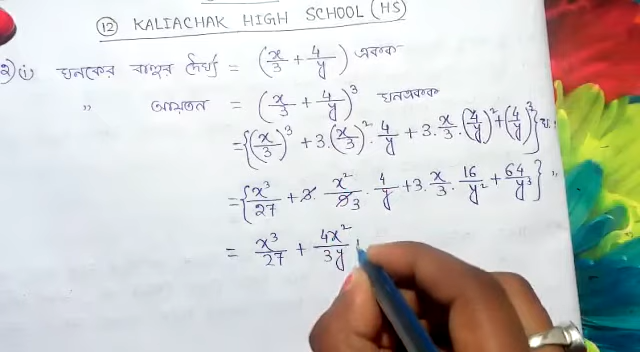 12 KALIACHAK HIGH SCHOOL (HS)
২) i) ঘনকের বাহুর দৈর্ঘ্য = (x/3 + 4/y) একক
" আয়তন = (x/3 + 4/y)³ ঘনএকক
= {(x/3)³ + 3.(x/3)².4/y + 3.x/3.(4/y)² + (4/y)³} ঘ."
= {x³/27 + 3.x²/9 3.4/y + 3.x/3.16/y² + 64/y³} "
= x³/27 + 4x²/3y